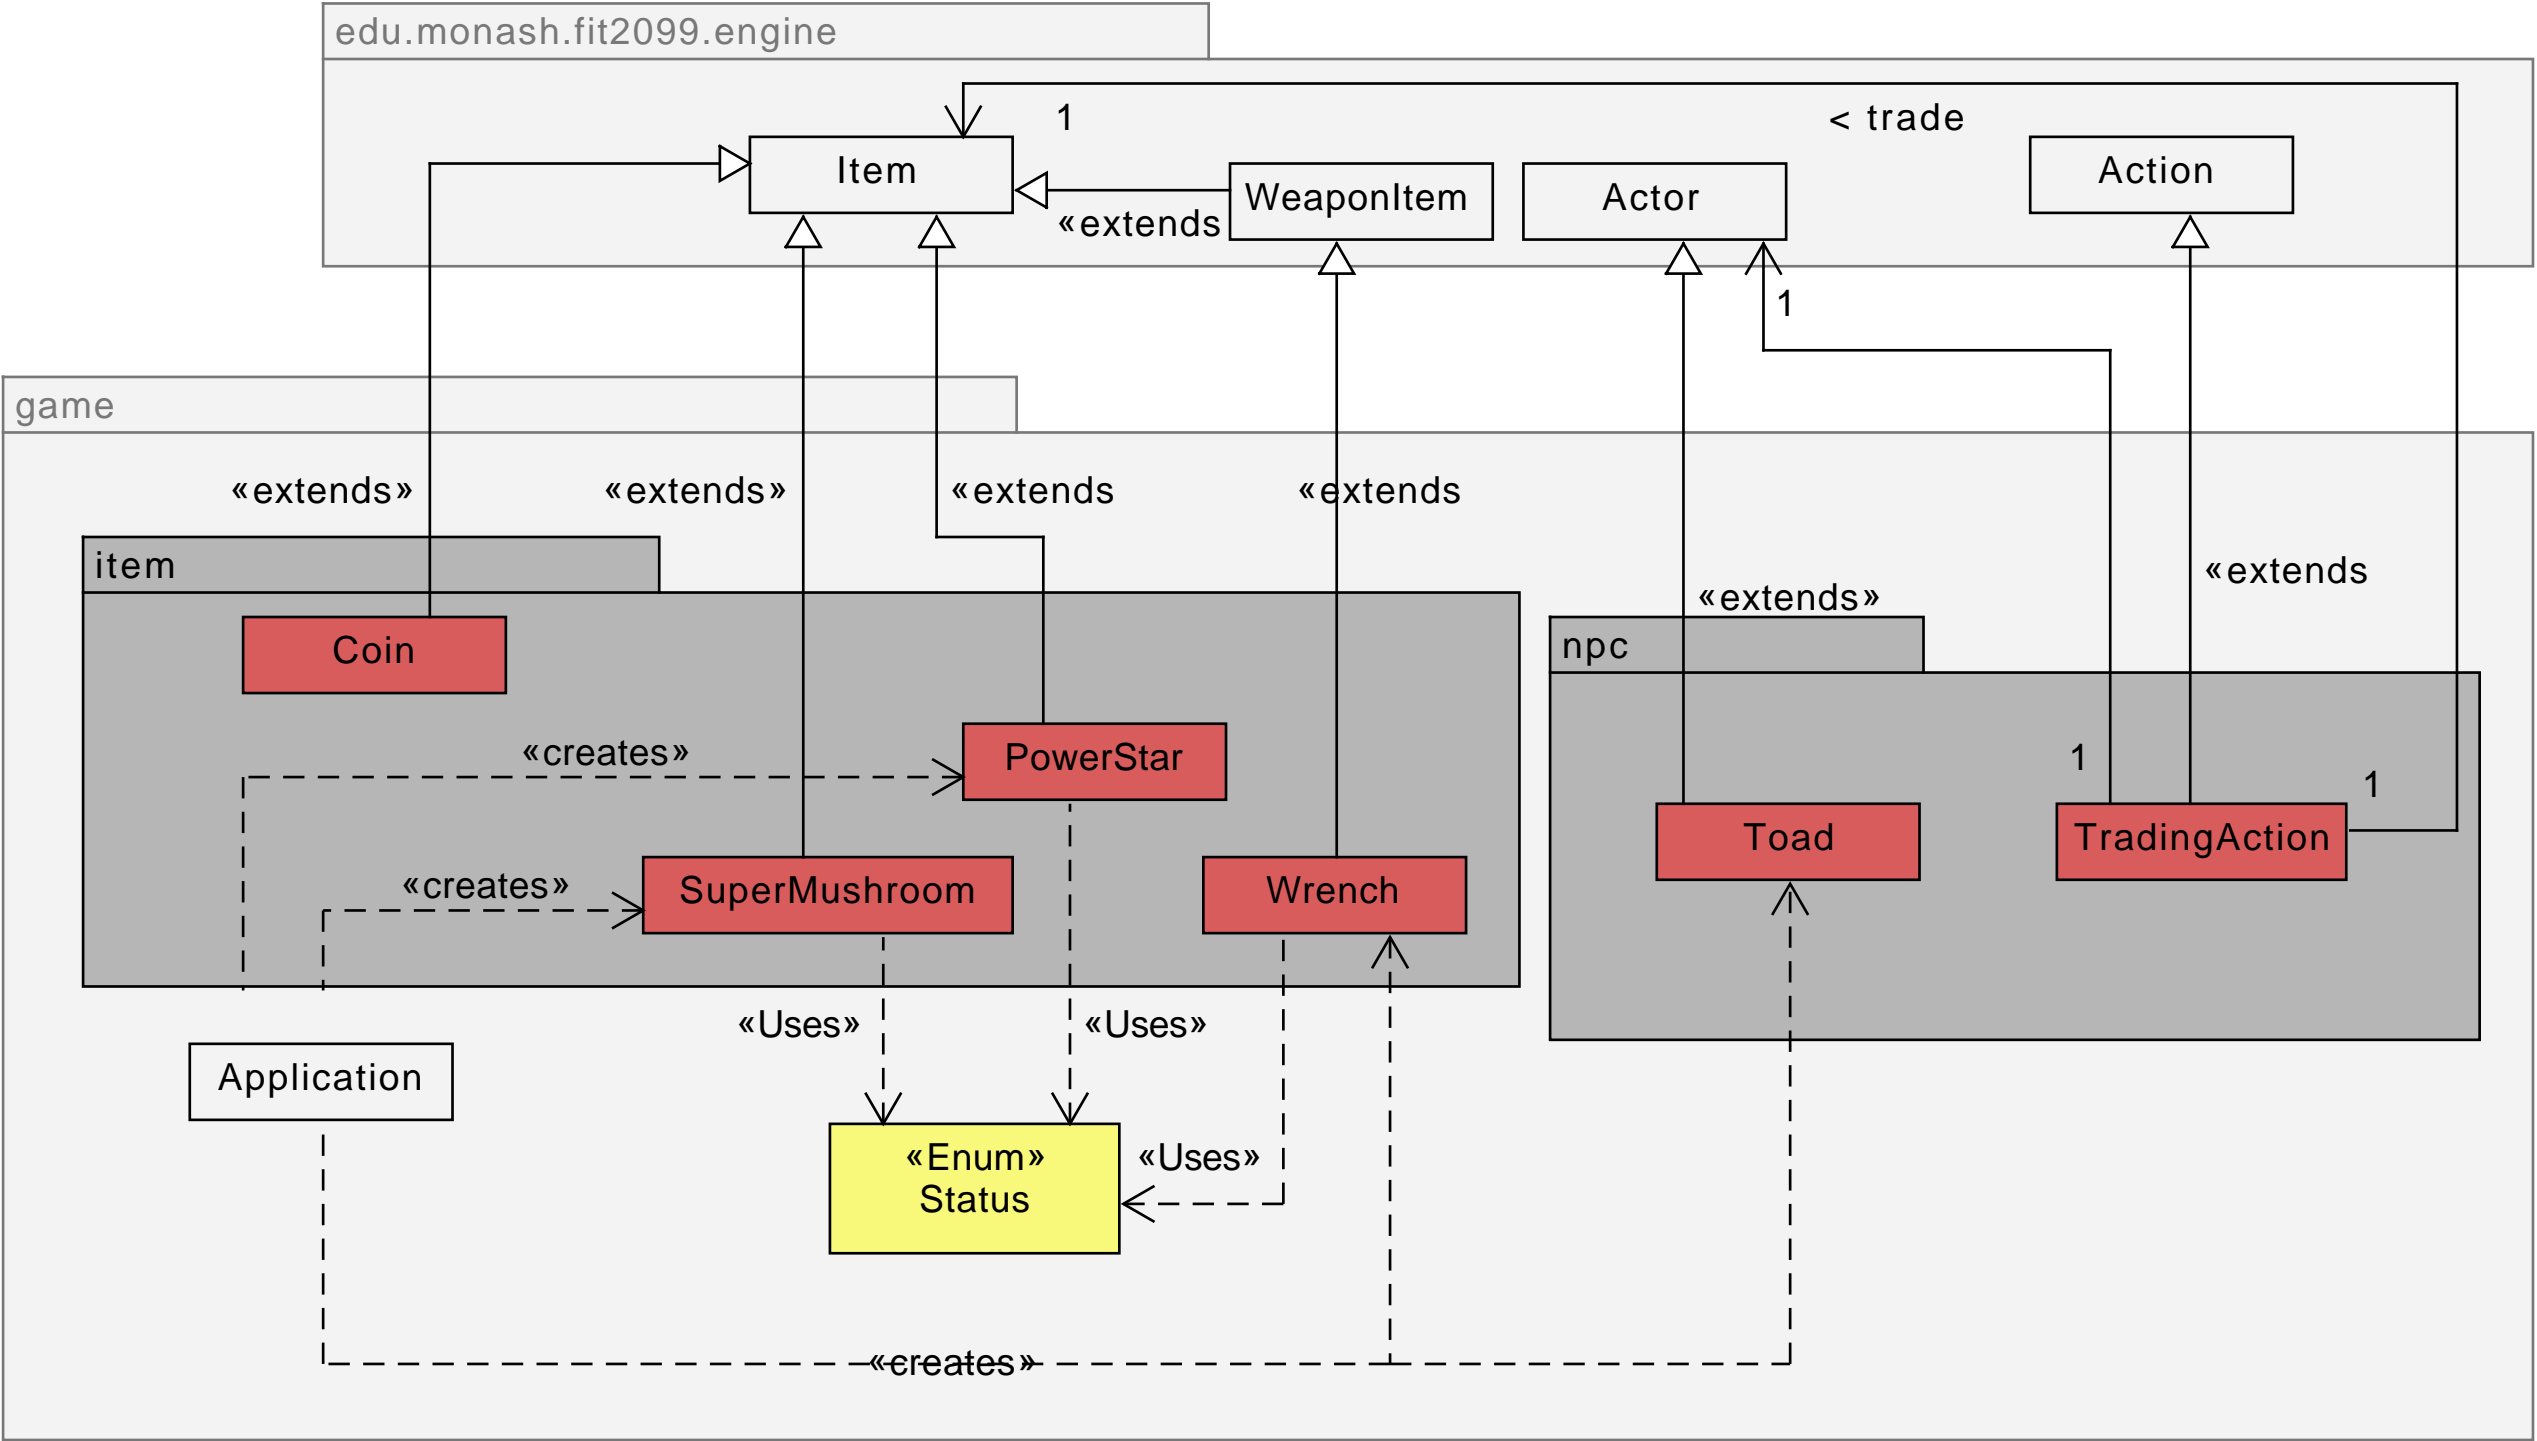 edu.monash.fit2099.engine
1
< trade
Item
WeaponItem
Actor
Action
«extends
1
game
«extends»
«extends»
«extends
«extends
item
«extends
«extends»
npc
Coin
«creates»
PowerStar
1
1
Toad
TradingAction
«creates»
SuperMushroom
Wrench
«Uses»
«Uses»
Application
«Enum»
Status
«Uses»
«creates»